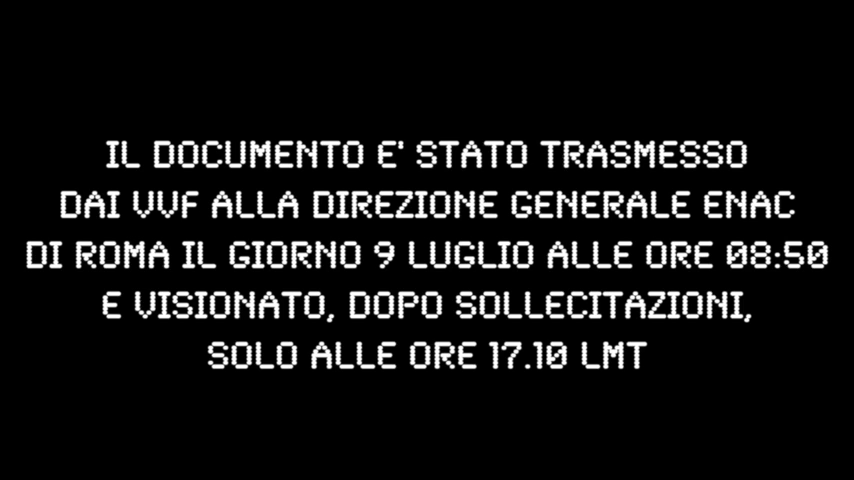 IL DOCUMENTO E' STATO TRASMESSO
DAI VVF ALLA DIREZIONE GENERALE ENAC
DI ROMA IL GIORNO 9 LUGLIO ALLE ORE 08:50
E VISIONATO, DOPO SOLLECITAZIONI,
SOLO ALLE ORE 17.10 LMT